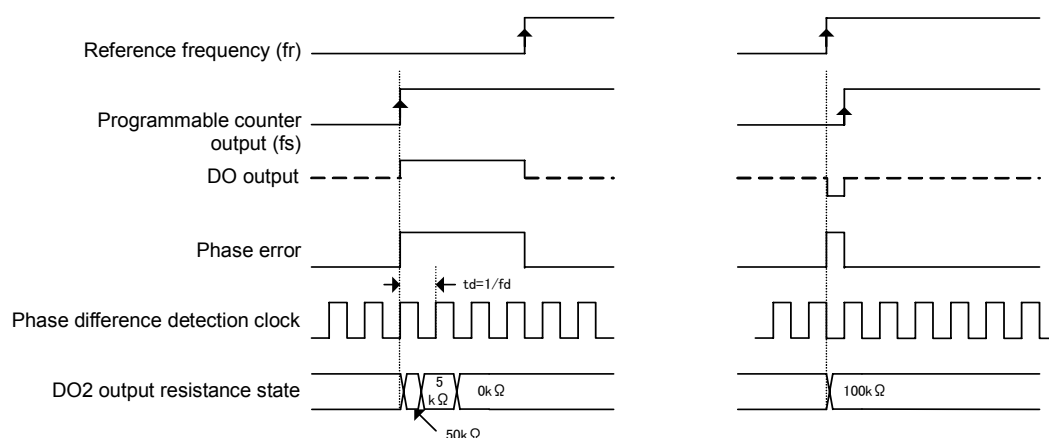 Reference frequency (fr)
Programmable counter
output (fs)
DO output
Phase error
td=1/fd
Phase difference detection clock
DO2 output resistance state
5
kΩ
0kΩ
100kΩ
50kΩ